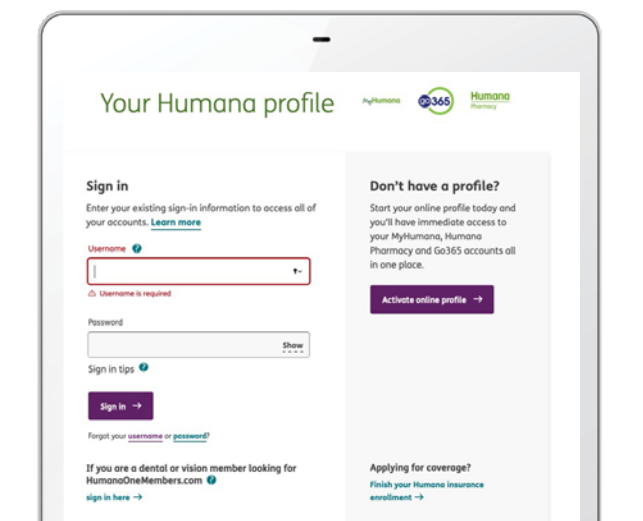 Your Humana profile
MyHumana
go365
Humana
Pharmacy
Sign in
Enter your existing sign-in information to access all of
your accounts. Learn more
Username ?
Username is required
Password
Show
Sign in tips ?
Sign in →
Forgot your username or password?
If you are a dental or vision member looking for
HumanaOneMembers.com ?
sign in here →
Don't have a profile?
Start your online profile today and
you'll have immediate access to
your MyHumana, Humana
Pharmacy and Go365 accounts all
in one place.
Activate online profile →
Applying for coverage?
Finish your Humana insurance
enrollment →